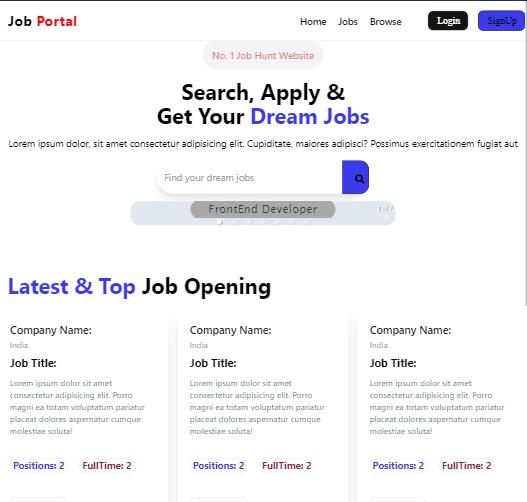 Job Portal
Home Jobs Browse Login SignUp
No. 1 Job Hunt Website
Search, Apply &
Get Your Dream Jobs
Lorem ipsum dolor, sit amet consectetur adipisicing elit. Cupiditate, maiores adipisci? Possimus exercitationem fugiat aut
Find your dream jobs
FrontEnd Developer
Latest & Top Job Opening
Company Name: Company Name: Company Name:
India India India
Job Title: Job Title: Job Title:
Lorem ipsum dolor sit amet Lorem ipsum dolor sit amet Lorem ipsum dolor sit amet
consectetur adipisicing elit. Porro consectetur adipisicing elit. Porro consectetur adipisicing elit. Porro
magni ea totam voluptatum pariatur magni ea totam voluptatum pariatur magni ea totam voluptatum pariatur
placeat dolores aspernatur cumque placeat dolores aspernatur cumque placeat dolores aspernatur cumque
molestiae soluta! molestiae soluta! molestiae soluta!
Positions: 2 FullTime: 2 Positions: 2 FullTime: 2 Positions: 2 FullTime: 2